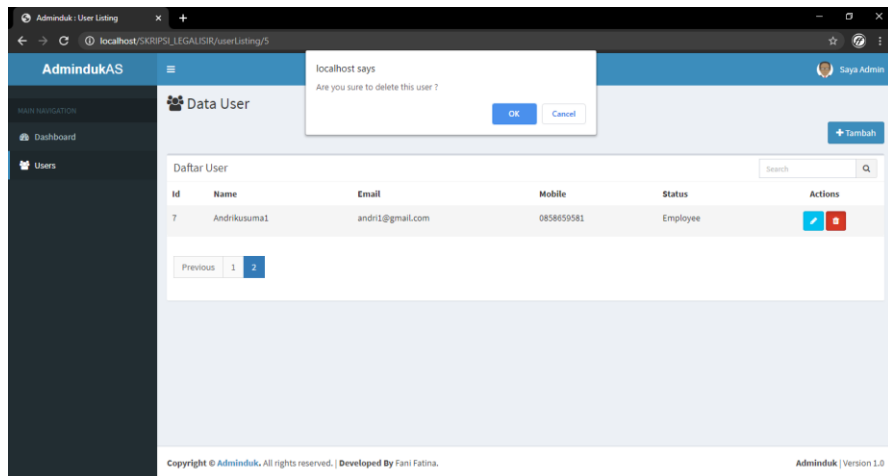 Adminduk : User Listing
localhost/SKRIPSI_LEGALISIR/userListing/5
AdmindukAS
localhost says
Are you sure to delete this user ?
OK Cancel
Saya Admin
MAIN NAVIGATION
Dashboard
Users
Data User
Tambah
Daftar User
Search
Id Name Email Mobile Status Actions
7 Andrikusuma1 andri1@gmail.com 0858659581 Employee
Previous 1 2
Copyright © Adminduk. All rights reserved. | Developed By Fani Fatina.
Adminduk | Version 1.0